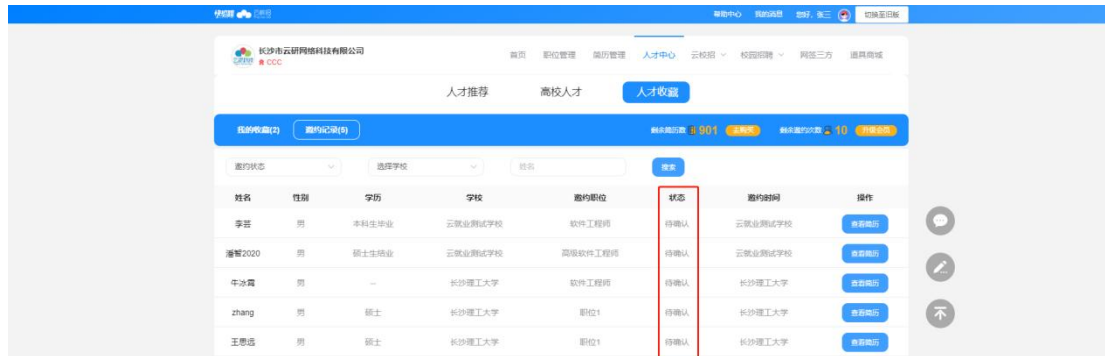 帮助中心 我的消息 您好, 张三 切换至旧版
长沙市云研网络科技有限公司
CCC
首页 职位管理 简历管理 人才中心 云校招 校园招聘 网签三方 道具商城
人才推荐 高校人才 人才收藏
我的收藏(2) 邀约记录(5) 剩余简历数 901 去购买 剩余邀约次数 10 升级会员
邀约状态 选择学校 姓名 搜索
姓名 性别 学历 学校 邀约职位 状态 邀约时间 操作
李芸 男 本科生毕业 云就业测试学校 软件工程师 待确认 云就业测试学校 查看简历
潘智2020 男 硕士生结业 云就业测试学校 高级软件工程师 待确认 云就业测试学校 查看简历
牛冰霄 男 -- 长沙理工大学 软件工程师 待确认 长沙理工大学 查看简历
zhang 男 硕士 长沙理工大学 职位1 待确认 长沙理工大学 查看简历
王思远 男 硕士 长沙理工大学 职位1 待确认 长沙理工大学 查看简历